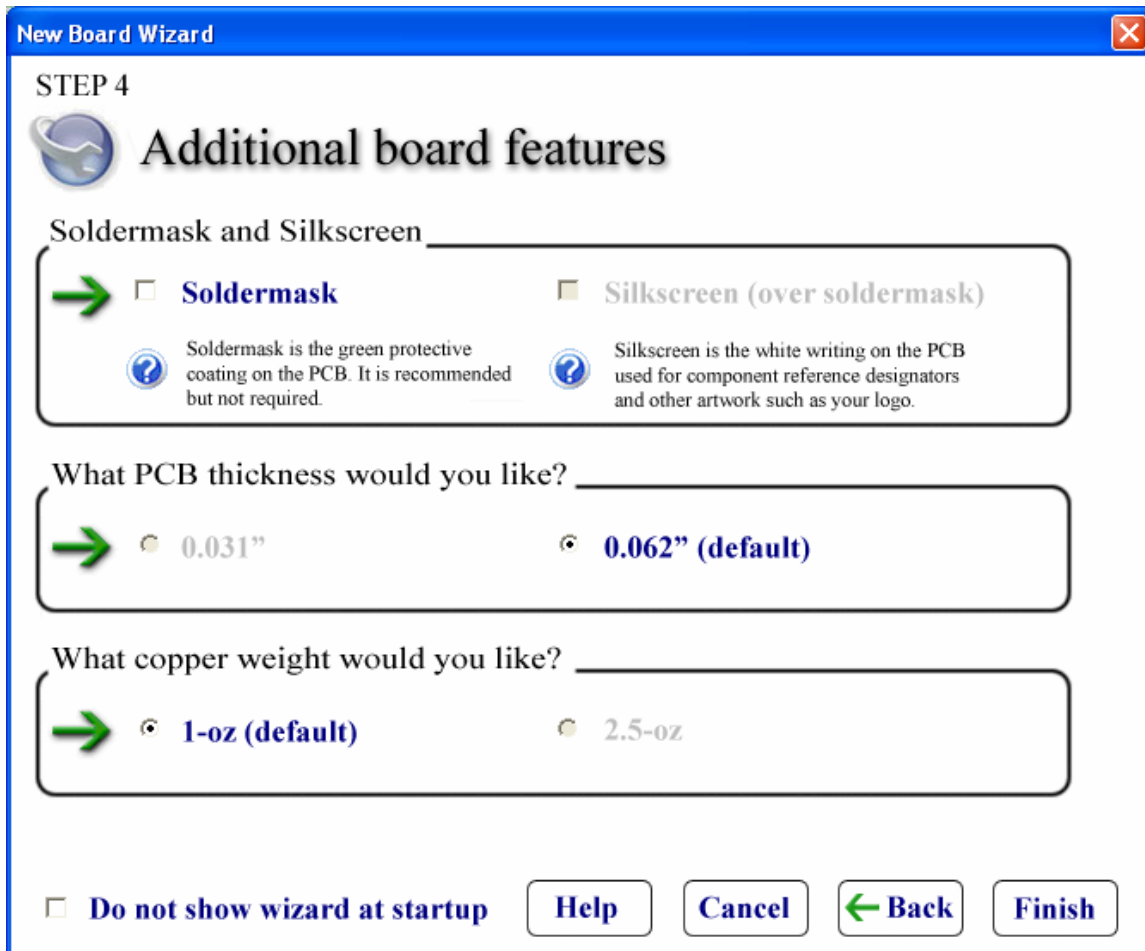 New Board Wizard
STEP 4
Additional board features
Soldermask and Silkscreen
Soldermask
Silkscreen (over soldermask)
Soldermask is the green protective
coating on the PCB. It is recommended
but not required.
Silkscreen is the white writing on the PCB
used for component reference designators
and other artwork such as your logo.
What PCB thickness would you like?
0.031”
0.062” (default)
What copper weight would you like?
1-oz (default)
2.5-oz
Do not show wizard at startup
Help
Cancel
Back
Finish